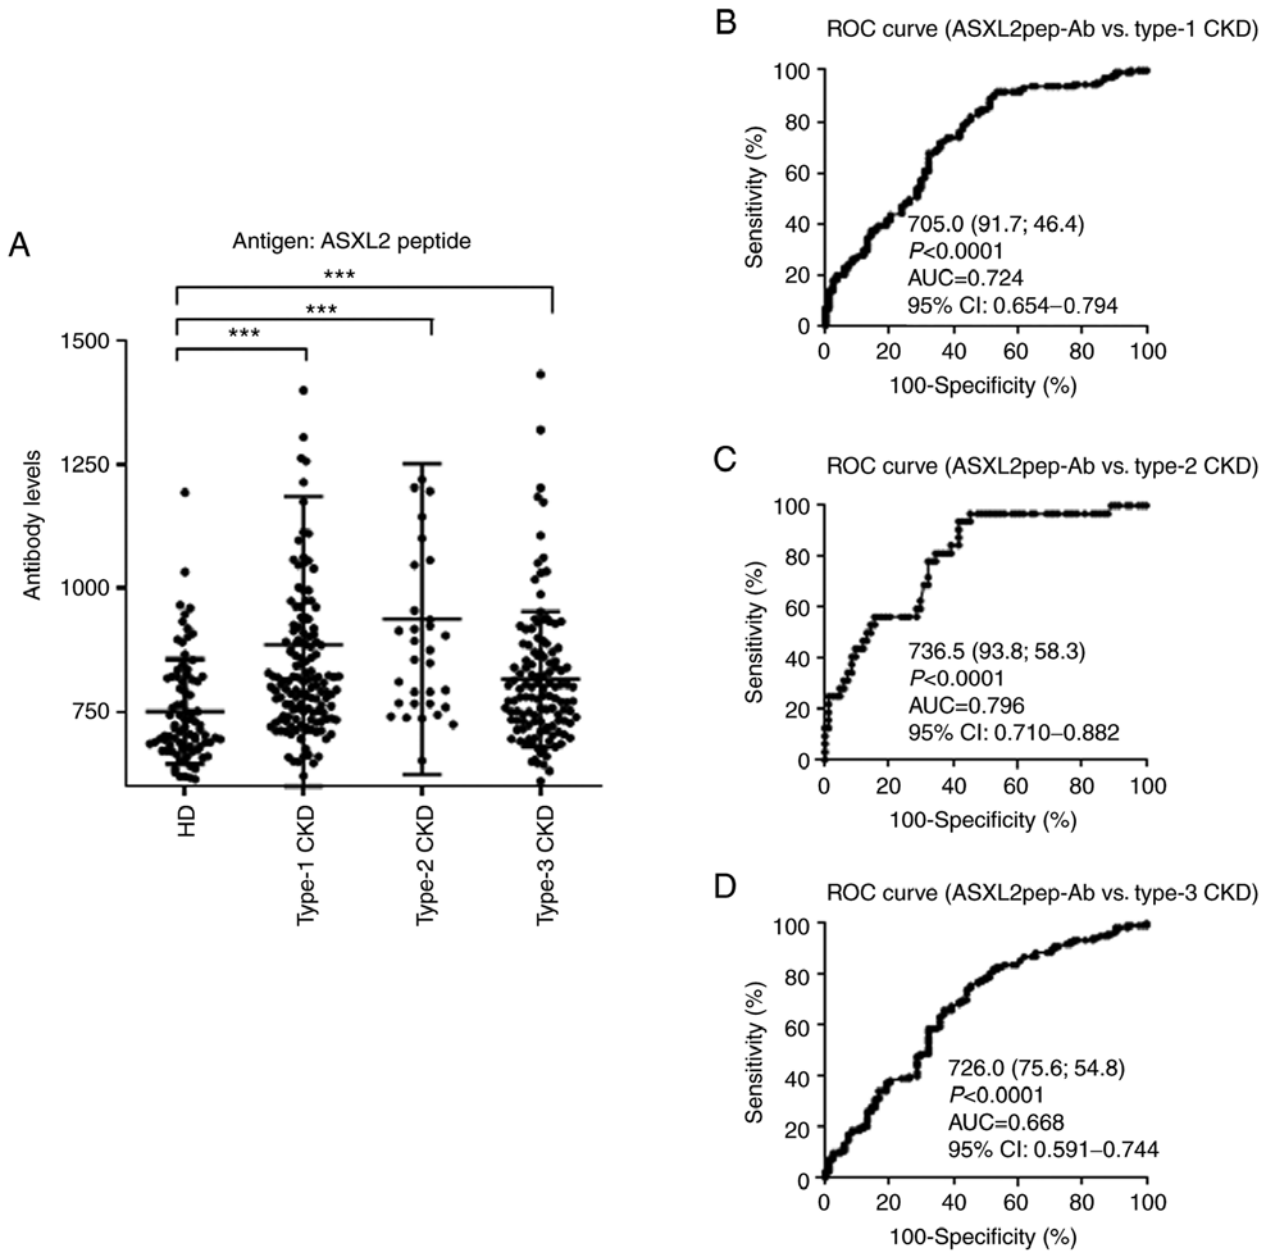 A
Antigen: ASXL2 peptide
***
***
***
Antibody levels
1500
1250
1000
750
HD
Type-1 CKD
Type-2 CKD
Type-3 CKD
B
ROC curve (ASXL2pep-Ab vs. type-1 CKD)
Sensitivity (%)
100
80
60
40
20
0
705.0 (91.7; 46.4)
P<0.0001
AUC=0.724
95% CI: 0.654–0.794
0 20 40 60 80 100
100-Specificity (%)
C
ROC curve (ASXL2pep-Ab vs. type-2 CKD)
Sensitivity (%)
100
80
60
40
20
0
736.5 (93.8; 58.3)
P<0.0001
AUC=0.796
95% CI: 0.710–0.882
0 20 40 60 80 100
100-Specificity (%)
D
ROC curve (ASXL2pep-Ab vs. type-3 CKD)
Sensitivity (%)
100
80
60
40
20
0
726.0 (75.6; 54.8)
P<0.0001
AUC=0.668
95% CI: 0.591–0.744
0 20 40 60 80 100
100-Specificity (%)